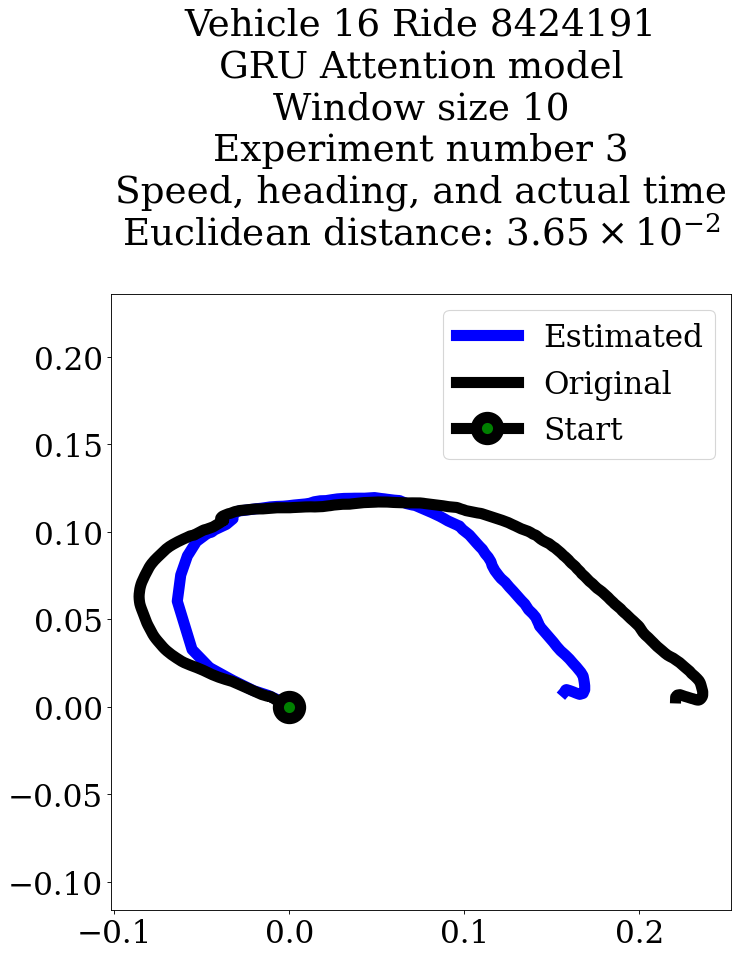 Vehicle 16 Ride 8424191
GRU Attention model
Window size 10
Experiment number 3
Speed, heading, and actual time
Euclidean distance: 3.65 × 10⁻²
Estimated
Original
Start
0.20
0.15
0.10
0.05
0.00
−0.05
−0.10
−0.1 0.0 0.1 0.2